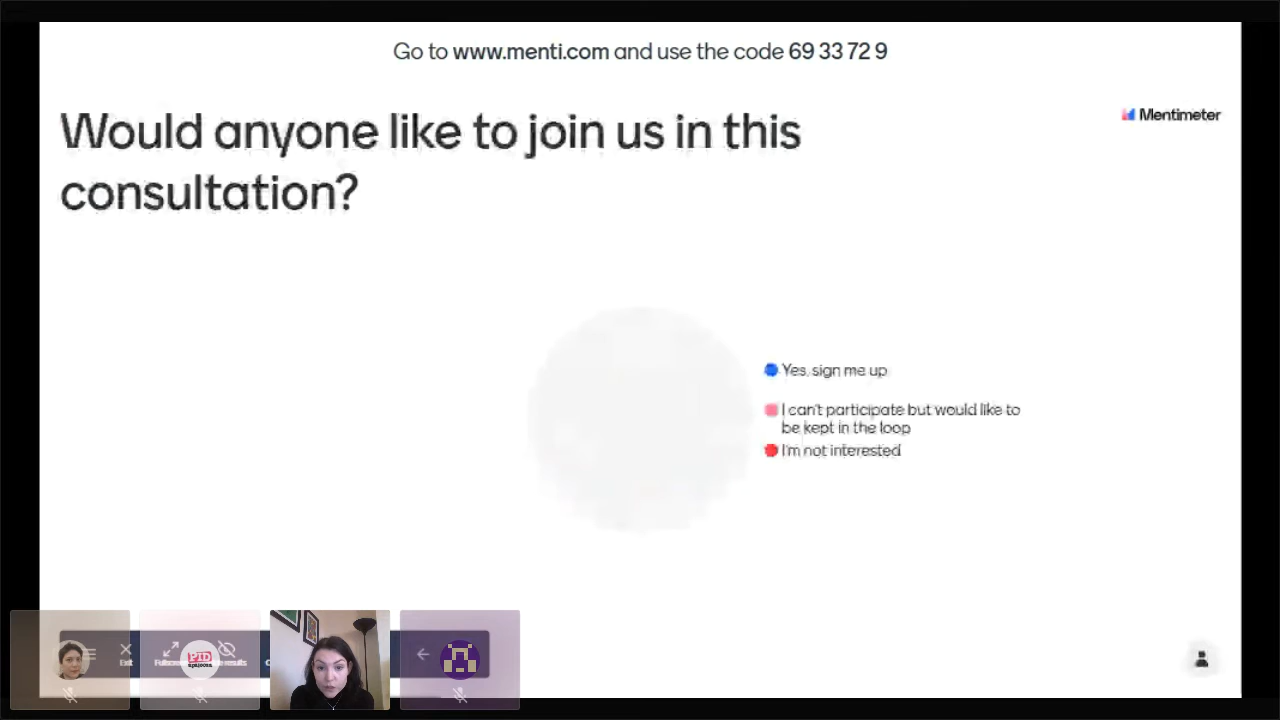 Go to www.menti.com and use the code 69 33 72 9
Mentimeter
Would anyone like to join us in this
consultation?
Yes, sign me up
I can't participate but would like to
be kept in the loop
I'm not interested
Exit
PID